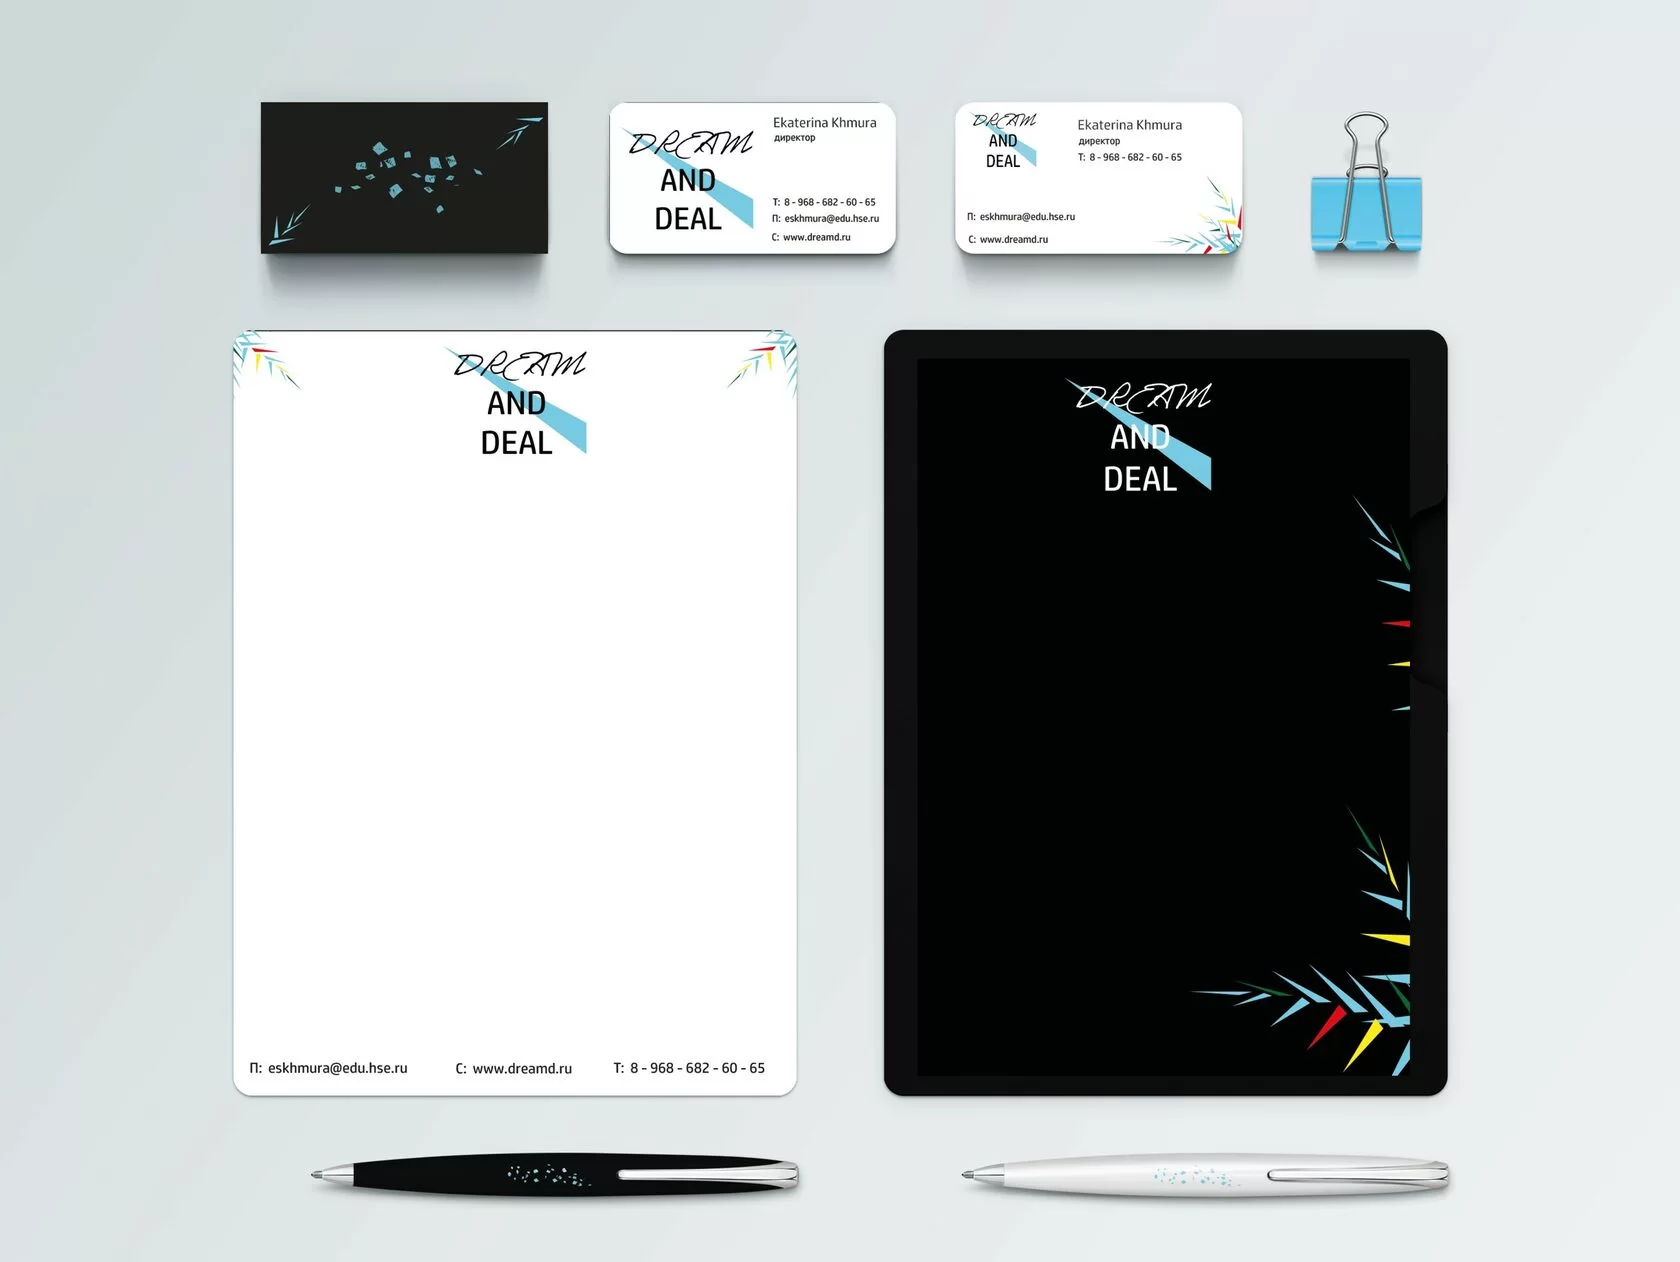 DREAM
AND
DEAL
Ekaterina Khmura
директор
Т: 8 - 968 - 682 - 60 - 65
П: eskhmura@edu.hse.ru
С: www.dreamd.ru
DREAM
AND
DEAL
Ekaterina Khmura
директор
Т: 8 - 968 - 682 - 60 - 65
П: eskhmura@edu.hse.ru
С: www.dreamd.ru
DREAM
AND
DEAL
П: eskhmura@edu.hse.ru С: www.dreamd.ru Т: 8 - 968 - 682 - 60 - 65
DREAM
AND
DEAL